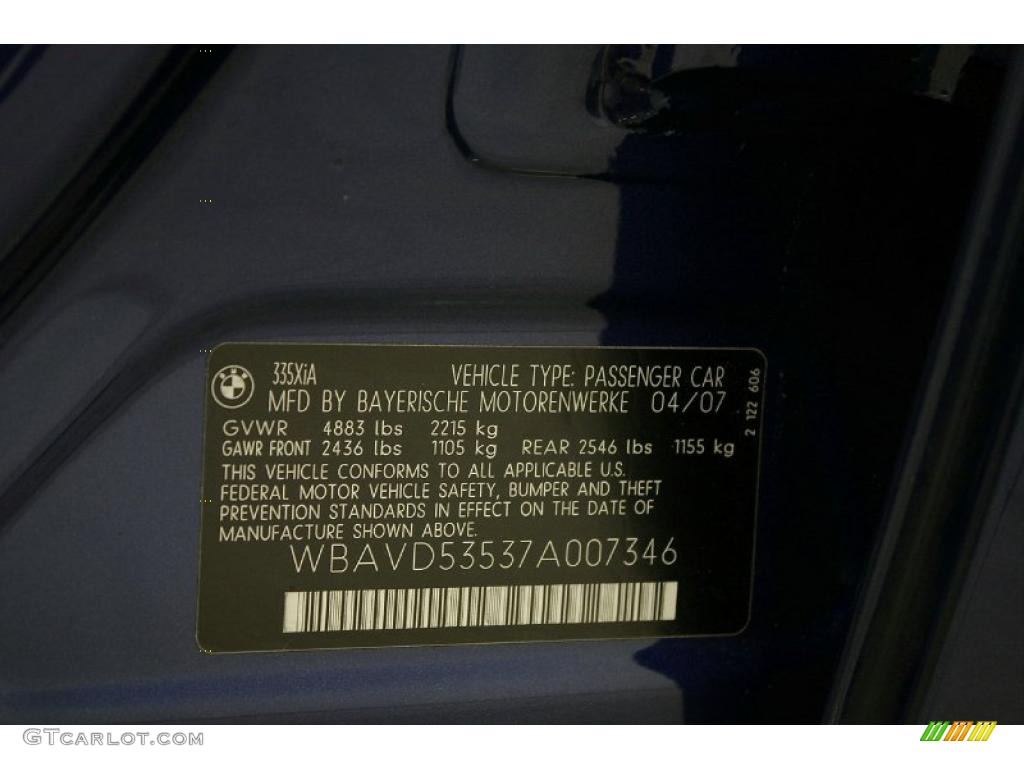 335XiA VEHICLE TYPE: PASSENGER CAR
MFD BY BAYERISCHE MOTORENWERKE 04/07
GVWR 4883 lbs 2215 kg
GAWR FRONT 2436 lbs 1105 kg REAR 2546 lbs 1155 kg
THIS VEHICLE CONFORMS TO ALL APPLICABLE U.S.
FEDERAL MOTOR VEHICLE SAFETY, BUMPER AND THEFT
PREVENTION STANDARDS IN EFFECT ON THE DATE OF
MANUFACTURE SHOWN ABOVE.
WBAVD53537A007346
2 122 606
GTCarlot.com